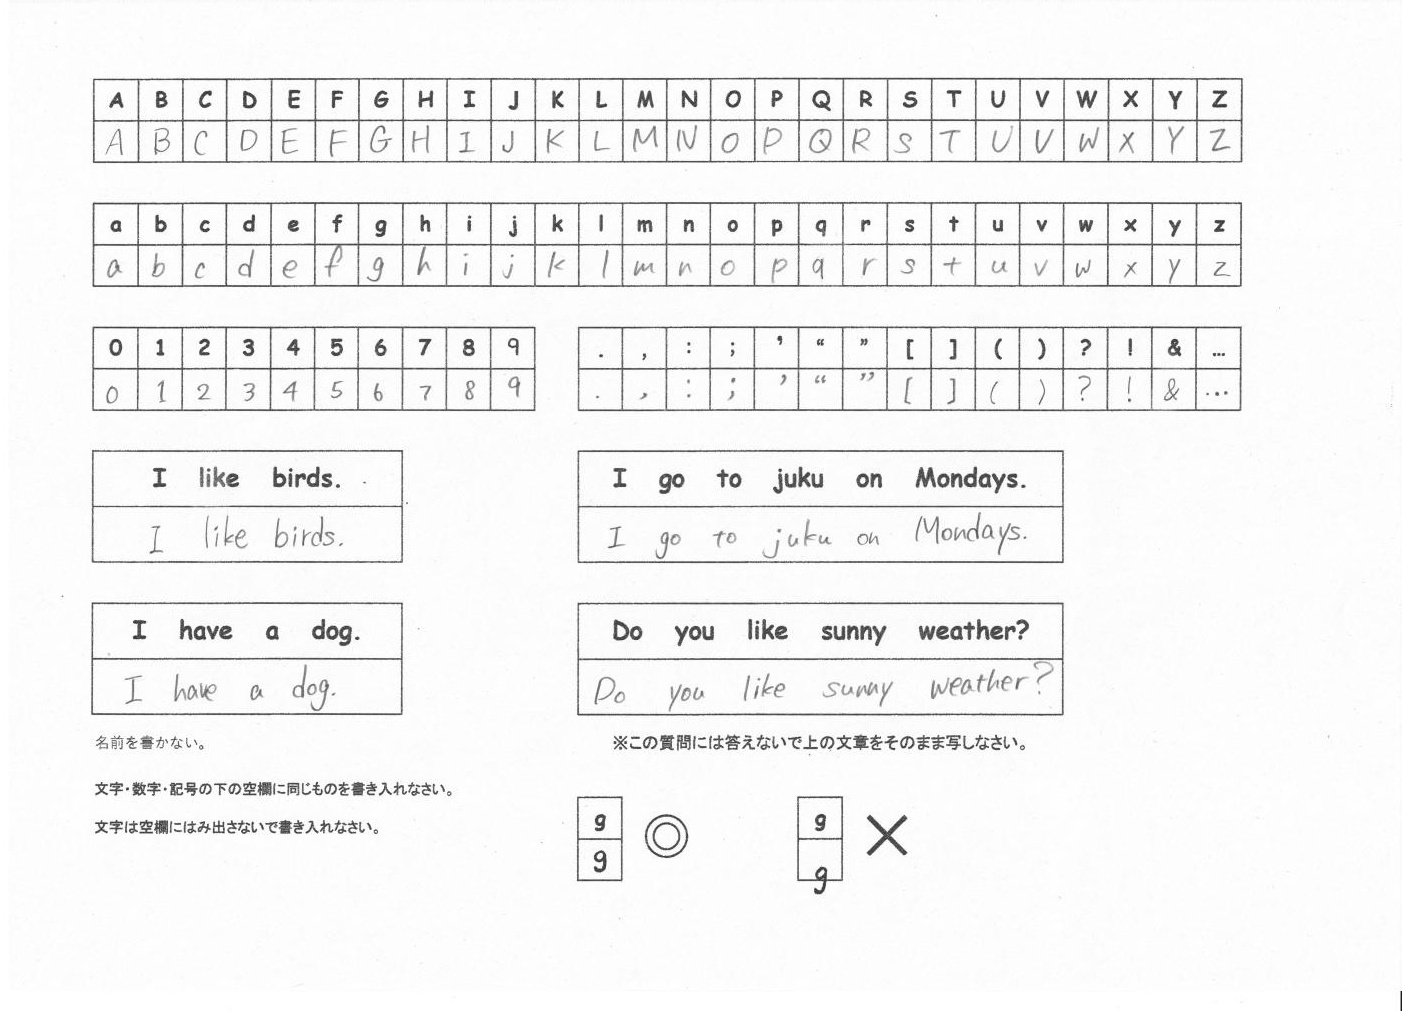 A B C D E F G H I J K L M N O P Q R S T U V W X Y Z
A B C D E F G H I J K L M N O P Q R S T U V W X Y Z
a b c d e f g h i j k l m n o p q r s t u v w x y z
a b c d e f g h i j k l m n o p q r s t u v w x y z
0 1 2 3 4 5 6 7 8 9
0 1 2 3 4 5 6 7 8 9
. , : ; ’ “ ” [ ] ( ) ? ! & …
. , : ; ’ “ ” [ ] ( ) ? ! & …
I like birds.
I like birds.
I go to juku on Mondays.
I go to juku on Mondays.
I have a dog.
I have a dog.
Do you like sunny weather?
Do you like sunny weather?
名前を書かない。
※この質問には答えないで上の文章をそのまま写しなさい。
文字・数字・記号の下の空欄に同じものを書き入れなさい。
文字は空欄にはみ出さないで書き入れなさい。
g ◎ g ×
g g